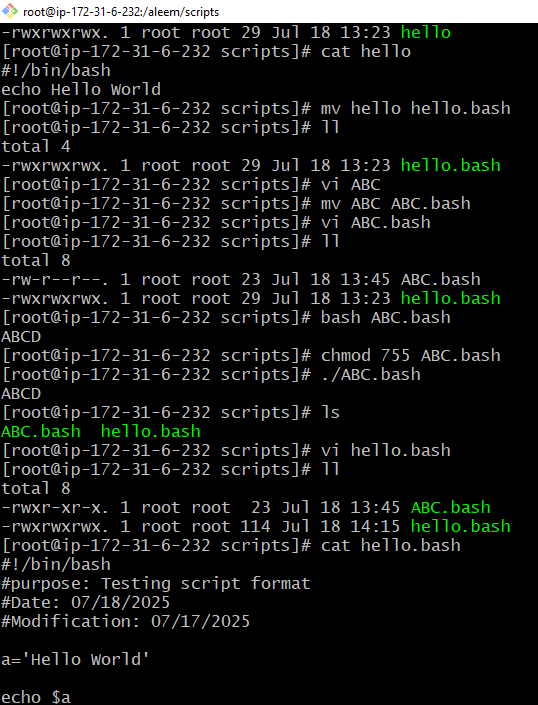 root@ip-172-31-6-232:/aleem/scripts
-rwxrwxrwx. 1 root root 29 Jul 18 13:23 hello
[root@ip-172-31-6-232 scripts]# cat hello
#!/bin/bash
echo Hello World
[root@ip-172-31-6-232 scripts]# mv hello hello.bash
[root@ip-172-31-6-232 scripts]# ll
total 4
-rwxrwxrwx. 1 root root 29 Jul 18 13:23 hello.bash
[root@ip-172-31-6-232 scripts]# vi ABC
[root@ip-172-31-6-232 scripts]# mv ABC ABC.bash
[root@ip-172-31-6-232 scripts]# vi ABC.bash
[root@ip-172-31-6-232 scripts]# ll
total 8
-rw-r--r--. 1 root root 23 Jul 18 13:45 ABC.bash
-rwxrwxrwx. 1 root root 29 Jul 18 13:23 hello.bash
[root@ip-172-31-6-232 scripts]# bash ABC.bash
ABCD
[root@ip-172-31-6-232 scripts]# chmod 755 ABC.bash
[root@ip-172-31-6-232 scripts]# ./ABC.bash
ABCD
[root@ip-172-31-6-232 scripts]# ls
ABC.bash  hello.bash
[root@ip-172-31-6-232 scripts]# vi hello.bash
[root@ip-172-31-6-232 scripts]# ll
total 8
-rwxr-xr-x. 1 root root  23 Jul 18 13:45 ABC.bash
-rwxrwxrwx. 1 root root 114 Jul 18 14:15 hello.bash
[root@ip-172-31-6-232 scripts]# cat hello.bash
#!/bin/bash
#purpose: Testing script format
#Date: 07/18/2025
#Modification: 07/17/2025
a='Hello World'
echo $a